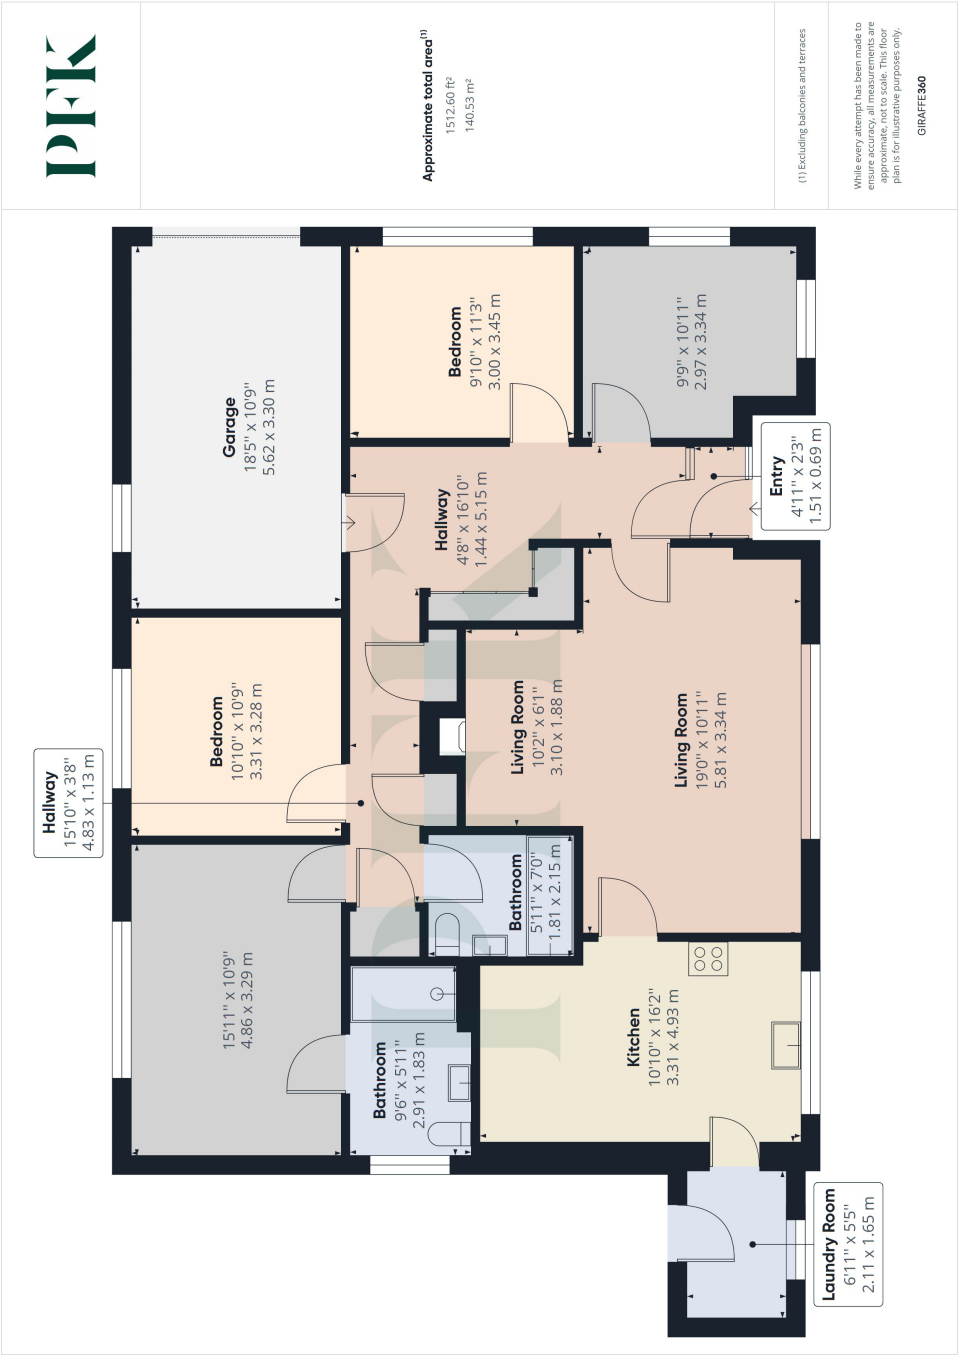 PFK
Approximate total area(1)
1512.60 ft²
140.53 m²
(1) Excluding balconies and terraces
While every attempt has been made to
ensure accuracy, all measurements are
approximate, not to scale. This floor
plan is for illustrative purposes only.
GIRAFFE360
Garage
18'5" x 10'9"
5.62 x 3.30 m
Bedroom
9'10" x 11'3"
3.00 x 3.45 m
9'9" x 10'11"
2.97 x 3.34 m
Hallway
4'8" x 16'10"
1.44 x 5.15 m
Entry
4'11" x 2'3"
1.51 x 0.69 m
Bedroom
10'10" x 10'9"
3.31 x 3.28 m
Hallway
15'10" x 3'8"
4.83 x 1.13 m
Living Room
10'2" x 6'1"
3.10 x 1.88 m
Living Room
19'0" x 10'11"
5.81 x 3.34 m
15'11" x 10'9"
4.86 x 3.29 m
Bathroom
5'11" x 7'0"
1.81 x 2.15 m
Bathroom
9'6" x 5'11"
2.91 x 1.83 m
Kitchen
10'10" x 16'2"
3.31 x 4.93 m
Laundry Room
6'11" x 5'5"
2.11 x 1.65 m
PFK